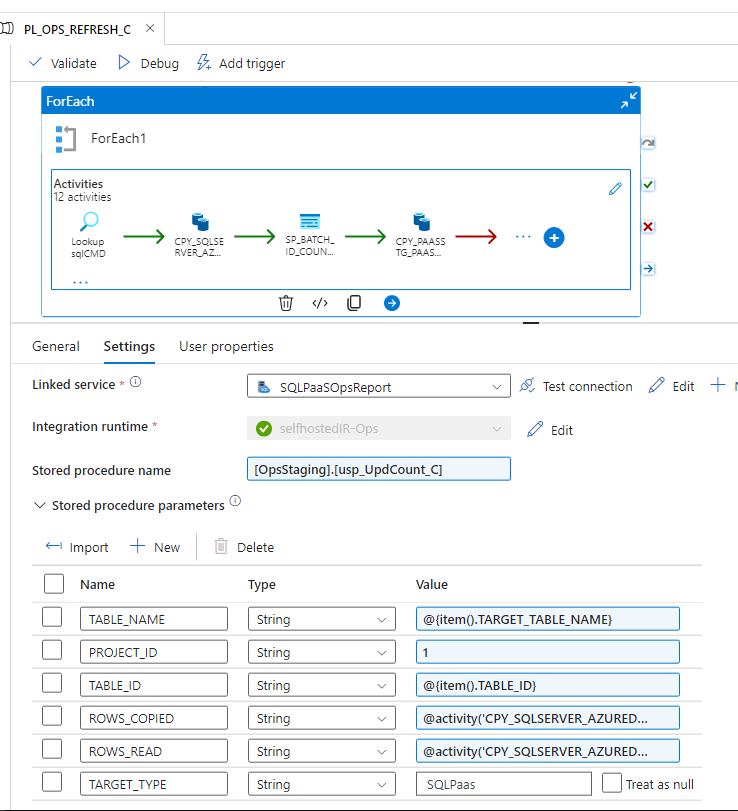 PL_OPS_REFRESH_C
Validate Debug Add trigger
ForEach
ForEach1
Activities
12 activities
Lookup
sqlCMD
CPY_SQLSE
RVER_AZ...
SP_BATCH_
ID_COUN...
CPY_PAASS
TG_PAAS...
...
...
General Settings User properties
Linked service * SQLPaaSOpsReport Test connection Edit
Integration runtime * selfhostedIR-Ops Edit
Stored procedure name [OpsStaging].[usp_UpdCount_C]
Stored procedure parameters
Import New Delete
Name Type Value
TABLE_NAME String @{item().TARGET_TABLE_NAME}
PROJECT_ID String 1
TABLE_ID String @{item().TABLE_ID}
ROWS_COPIED String @activity('CPY_SQLSERVER_AZURED...
ROWS_READ String @activity('CPY_SQLSERVER_AZURED...
TARGET_TYPE String SQLPaas Treat as null